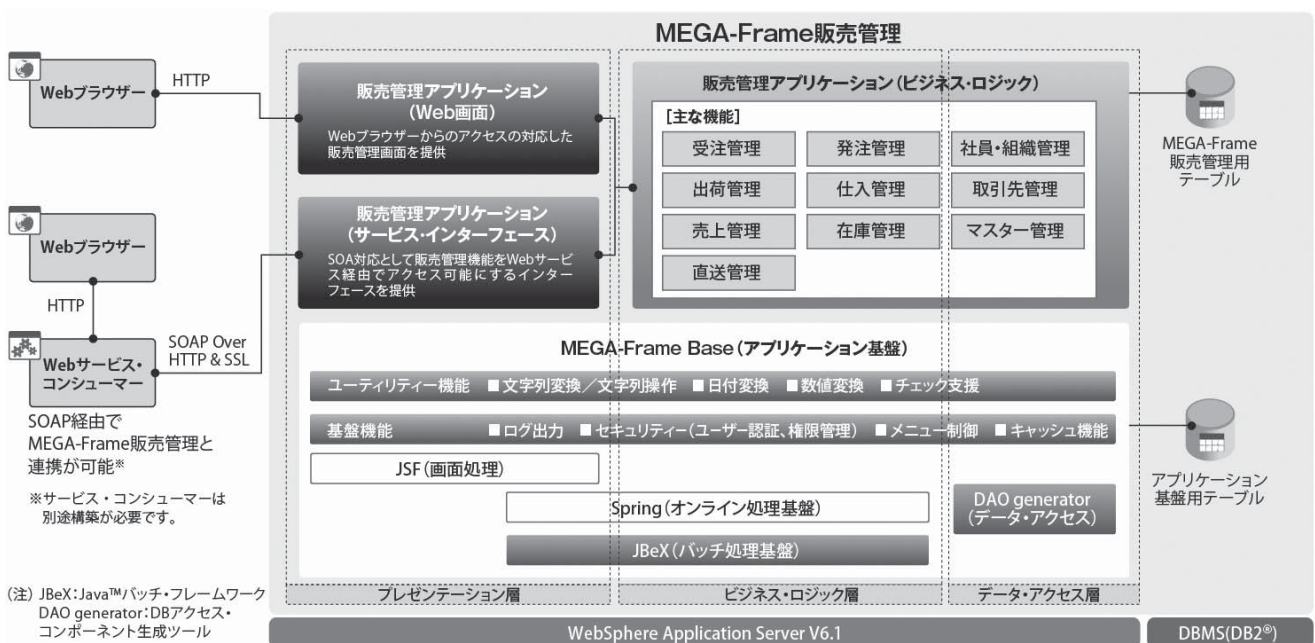 MEGA-Frame販売管理
Webブラウザー
HTTP
販売管理アプリケーション
(Web画面)
Webブラウザーからのアクセスの対応した
販売管理画面を提供
販売管理アプリケーション(ビジネス・ロジック)
[主な機能]
受注管理
発注管理
社員・組織管理
出荷管理
仕入管理
取引先管理
売上管理
在庫管理
マスター管理
直送管理
MEGA-Frame
販売管理用
テーブル
Webブラウザー
HTTP
Webサービス・
コンシューマー
SOAP Over
HTTP & SSL
販売管理アプリケーション
(サービス・インターフェース)
SOA対応として販売管理機能をWebサービ
ス経由でアクセス可能にするインター
フェースを提供
SOAP経由で
MEGA-Frame販売管理と
連携が可能※
※サービス・コンシューマーは
別途構築が必要です。
MEGA-Frame Base(アプリケーション基盤)
ユーティリティー機能 ■文字列変換/文字列操作 ■日付変換 ■数値変換 ■チェック支援
基盤機能 ■ログ出力 ■セキュリティー(ユーザー認証、権限管理) ■メニュー制御 ■キャッシュ機能
JSF(画面処理)
Spring(オンライン処理基盤)
JBeX(バッチ処理基盤)
DAO generator
(データ・アクセス)
アプリケーション
基盤用テーブル
プレゼンテーション層
ビジネス・ロジック層
データ・アクセス層
(注) JBeX:Java™バッチ・フレームワーク
DAO generator:DBアクセス・
コンポーネント生成ツール
WebSphere Application Server V6.1
DBMS(DB2®)